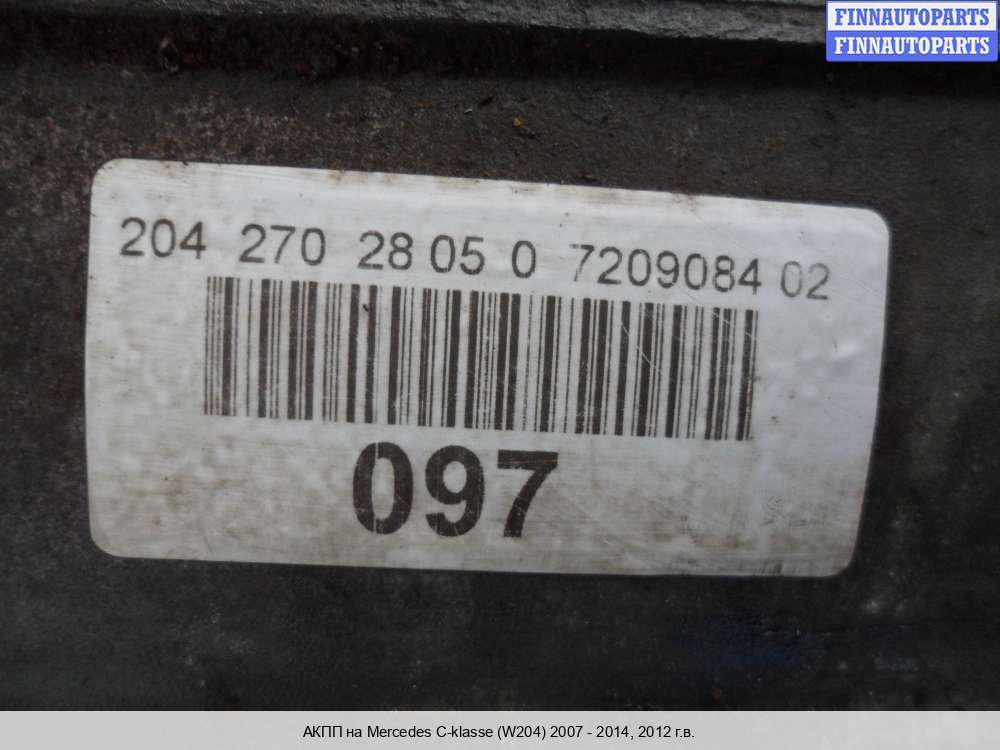 FINNAUTOPARTS
FINNAUTOPARTS
204 270 28 05 0 7209084 02
097
АКПП на Mercedes C-klasse (W204) 2007 - 2014, 2012 г.в.